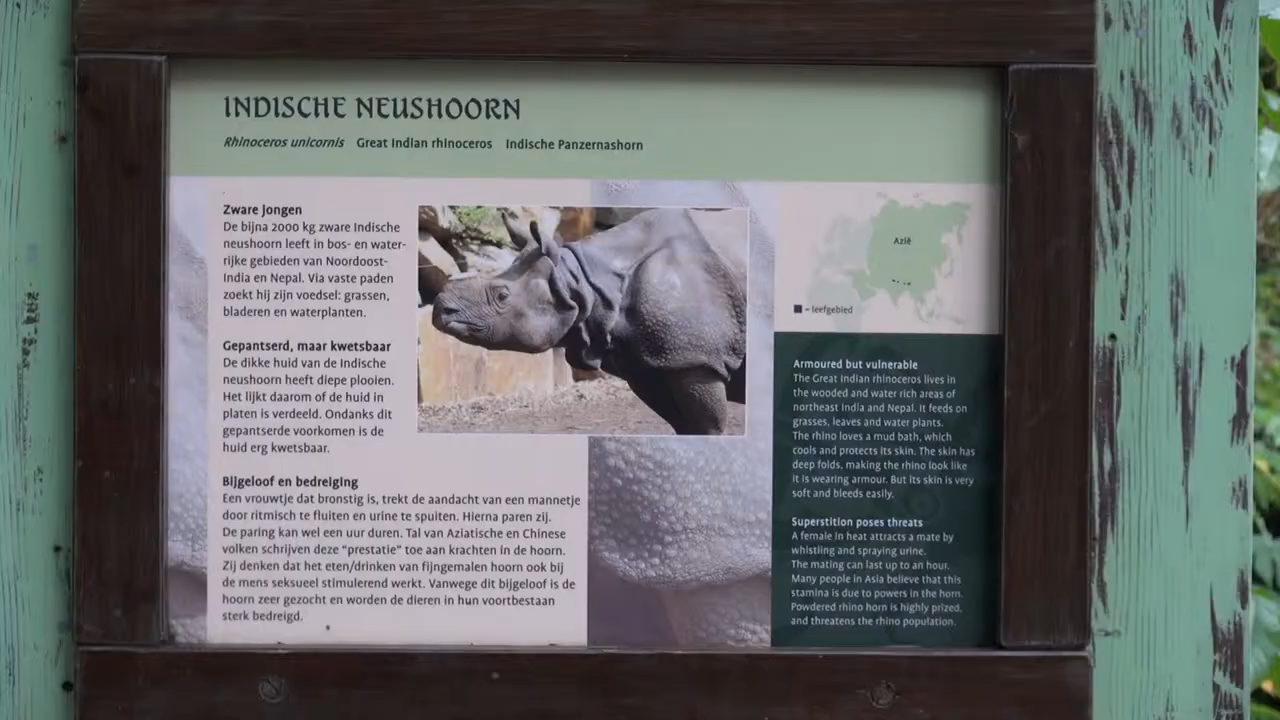 INDISCHE NEUSHOORN
Rhinoceros unicornis Great Indian rhinoceros Indische Panzernashorn
Zware jongen
De bijna 2000 kg zware Indische
neushoorn leeft in bos- en water-
rijke gebieden van Noordoost-
India en Nepal. Via vaste paden
zoekt hij zijn voedsel: grassen,
bladeren en waterplanten.
Gepantserd, maar kwetsbaar
De dikke huid van de Indische
neushoorn heeft diepe plooien.
Het lijkt daarom of de huid in
platen is verdeeld. Ondanks dit
gepantserde voorkomen is de
huid erg kwetsbaar.
Bijgeloof en bedreiging
Een vrouwtje dat bronstig is, trekt de aandacht van een mannetje
door ritmisch te fluiten en urine te spuiten. Hierna paren zij.
De paring kan wel een uur duren. Tal van Aziatische en Chinese
volken schrijven deze “prestatie” toe aan krachten in de hoorn.
Zij denken dat het eten/drinken van fijngemalen hoorn ook bij
de mens seksueel stimulerend werkt. Vanwege dit bijgeloof is de
hoorn zeer gezocht en worden de dieren in hun voortbestaan
sterk bedreigd.
Azië
= leefgebied
Armoured but vulnerable
The Great Indian rhinoceros lives in
the wooded and water rich areas of
northeast India and Nepal. It feeds on
grasses, leaves and water plants.
The rhino loves a mud bath, which
cools and protects its skin. The skin has
deep folds, making the rhino look like
it is wearing armour. But its skin is very
soft and bleeds easily.
Superstition poses threats
A female in heat attracts a mate by
whistling and spraying urine.
The mating can last up to an hour.
Many people in Asia believe that this
stamina is due to powers in the horn.
Powdered rhino horn is highly prized,
and threatens the rhino population.